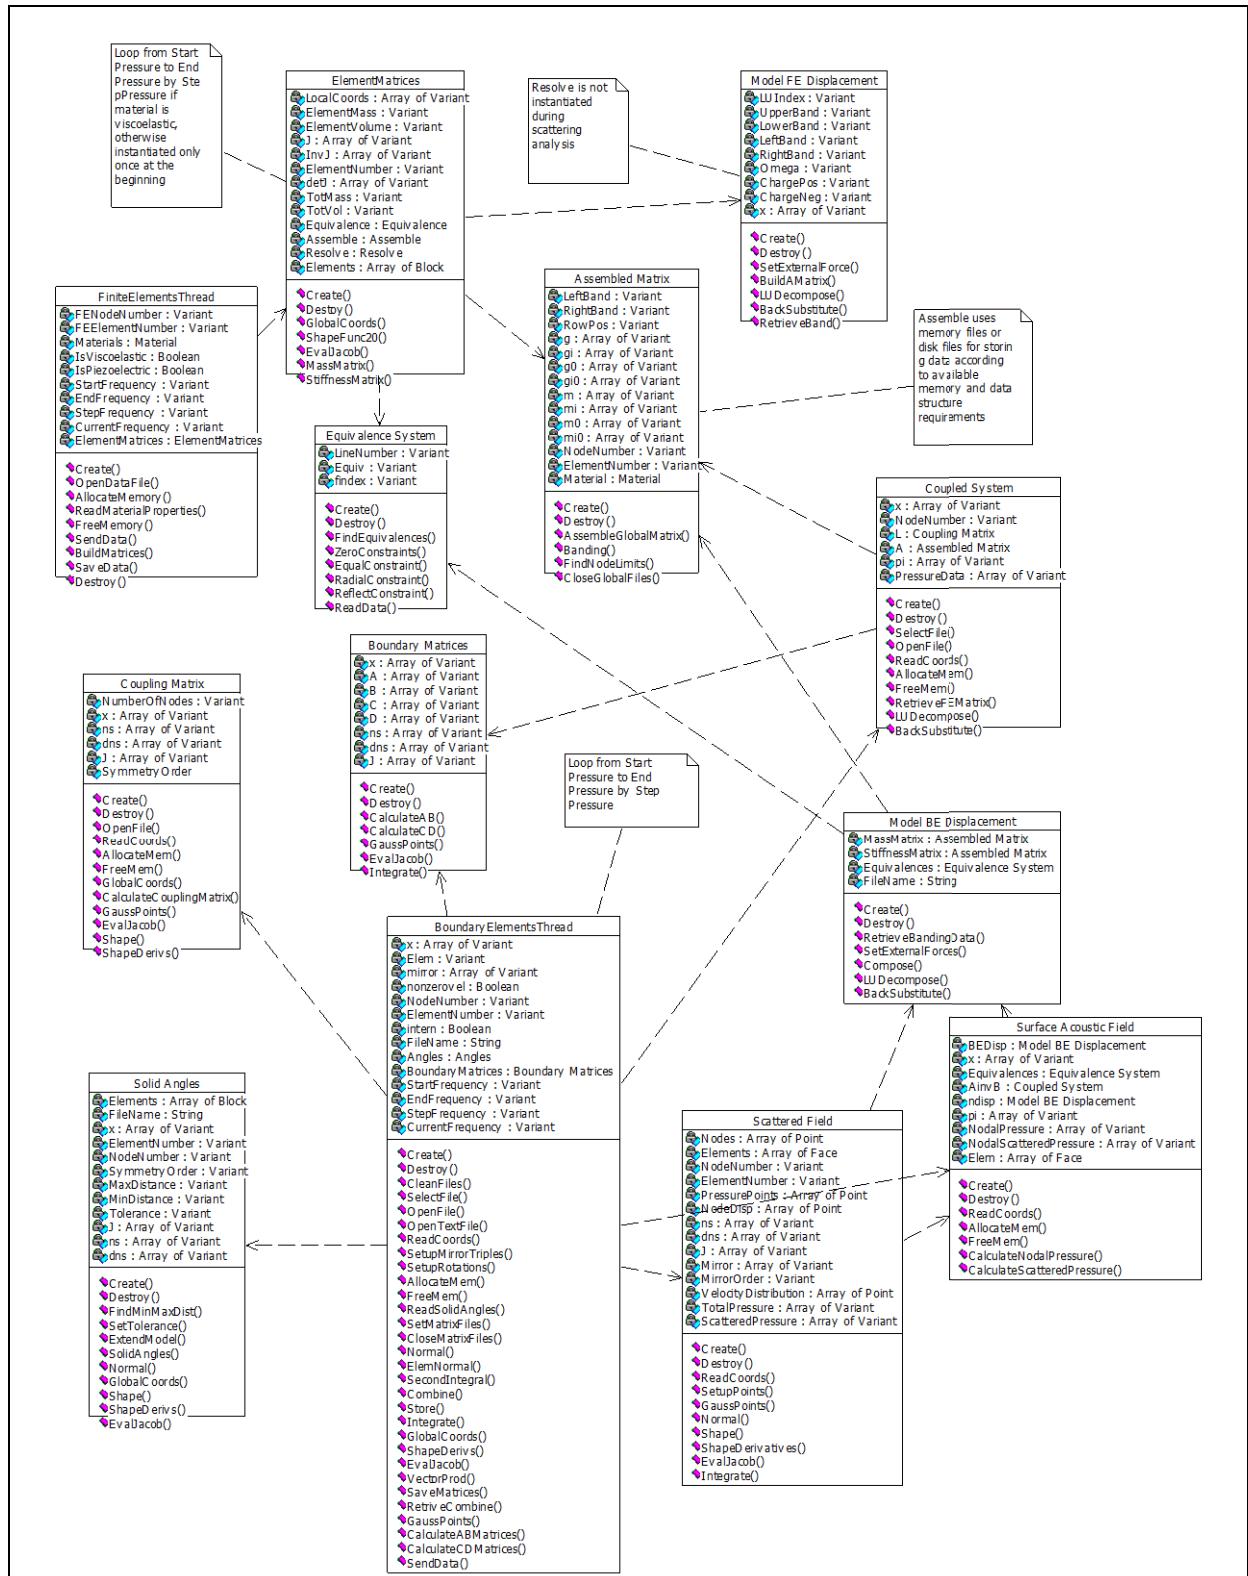 Loop from Start
Pressure to End
Pressure by Ste
pPressure if
material is
viscoelastic,
otherwise
instantiated only
once at the
beginning
ElementMatrices
LocalCoords : Array of Variant
ElementMass : Variant
ElementVolume : Variant
J : Array of Variant
InvJ : Array of Variant
ElementNumber : Variant
detJ : Array of Variant
TotMass : Variant
TotVol : Variant
Equivalence : Equivalence
Assemble : Assemble
Resolve : Resolve
Elements : Array of Block
Create()
Destoy()
GlobalCoords()
ShapeFunc20()
EvalJacob()
MassMatrix()
StiffnessMatrix()
Resolve is not
instantiated
during
scattering
analysis
Model FE Displacement
LUIndex : Variant
UpperBand : Variant
LowerBand : Variant
LeftBand : Variant
RightBand : Variant
Omega : Variant
ChargePos : Variant
ChargeNeg : Variant
x : Array of Variant
Create()
Destroy()
SetExternalForce()
BuildAMatrix()
LUDecompose()
BackSubstitute()
RetrieveBand()
FiniteElementsThread
FENodeNumber : Variant
FEElementNumber : Variant
Materials : Material
IsViscoelastic : Boolean
IsPiezoelectric : Boolean
StartFrequency : Variant
EndFrequency : Variant
StepFrequency : Variant
CurrentFrequency : Variant
ElementMatrices : ElementMatrices
Create()
OpenDataFile()
AllocateMemory()
ReadMaterialProperties()
FreeMemory()
SendData()
BuildMatrices()
SaveData()
Destroy()
Assembled Matrix
LeftBand : Variant
RightBand : Variant
RowPos : Variant
g : Array of Variant
gi : Array of Variant
g0 : Array of Variant
gi0 : Array of Variant
m : Array of Variant
mi : Array of Variant
m0 : Array of Variant
mi0 : Array of Variant
NodeNumber : Variant
ElementNumber : Variant
Material : Material
Create()
Destroy()
AssembleGlobalMatrix()
Banding()
FindNodeLimits()
CloseGlobalFiles()
Assemble uses
memory files or
disk files for storin
g data according
to available
memory and data
structure
requirements
Equivalence System
LineNumber : Variant
Equiv : Variant
findex : Variant
Create()
Destroy()
FindEquivalences()
ZeroConstraints()
EqualConstraint()
RadialConstraint()
ReflectConstraint()
ReadData()
Coupled System
x : Array of Variant
NodeNumber : Variant
L : Coupling Matrix
A : Assembled Matrix
pi : Array of Variant
PressureData : Array of Variant
Create()
Destroy()
SelectFile()
OpenFile()
ReadCoords()
AllocateMem()
FreeMem()
RetrieveFEMatrix()
LUDecompose()
BackSubstitute()
Boundary Matrices
x : Array of Variant
A : Array of Variant
B : Array of Variant
C : Array of Variant
D : Array of Variant
ns : Array of Variant
dns : Array of Variant
J : Array of Variant
Create()
Destroy()
CalculateAB()
CalculateCD()
GaussPoints()
EvalJacob()
Integrate()
Coupling Matrix
NumberOfNodes : Variant
x : Array of Variant
ns : Array of Variant
dns : Array of Variant
J : Array of Variant
SymmetryOrder
Create()
Destroy()
OpenFile()
ReadCoords()
AllocateMem()
FreeMem()
GlobalCoords()
CalculateCouplingMatrix()
GaussPoints()
EvalJacob()
Shape()
ShapeDerivs()
Loop from Start
Pressure to End
Pressure by Step
Pressure
Model BE Displacement
MassMatrix : Assembled Matrix
StiffnessMatrix : Assembled Matrix
Equivalences : Equivalence System
FileName : String
Create()
Destroy()
RetrieveBandingData()
SetExternalForces()
Compose()
LUDecompose()
BackSubstitute()
BoundaryElementsThread
x : Array of Variant
Elem : Variant
mirror : Array of Variant
nonzerovel : Boolean
NodeNumber : Variant
ElementNumber : Variant
intern : Boolean
FileName : String
Angles : Angles
BoundaryMatrices : Boundary Matrices
StartFrequency : Variant
EndFrequency : Variant
StepFrequency : Variant
CurrentFrequency : Variant
Create()
Destroy()
CleanFiles()
SelectFile()
OpenFile()
OpenTextFile()
ReadCoords()
SetupMirrorTriples()
SetupRotations()
AllocateMem()
FreeMem()
ReadSolidAngles()
SetMatrixFiles()
CloseMatrixFiles()
Normal()
ElemNormal()
SecondIntegral()
Combine()
Store()
Integrate()
GlobalCoords()
ShapeDerivs()
EvalJacob()
VectorProd()
SaveMatrices()
RetriveCombine()
GaussPoints()
CalculateABMatrices()
CalculateCDMatrices()
SendData()
Surface Acoustic Field
BEDisp : Model BE Displacement
x : Array of Variant
Equivalences : Equivalence System
AinvB : Coupled System
ndisp : Model BE Displacement
pi : Array of Variant
NodalPressure : Array of Variant
NodalScatteredPressure : Array of Variant
Elem : Array of Face
Create()
Destroy()
ReadCoords()
AllocateMem()
FreeMem()
CalculateNodalPressure()
CalculateScatteredPressure()
Solid Angles
Elements : Array of Block
FileName : String
x : Array of Variant
ElementNumber : Variant
NodeNumber : Variant
SymmetryOrder : Variant
MaxDistance : Variant
MinDistance : Variant
Tolerance : Variant
J : Array of Variant
ns : Array of Variant
dns : Array of Variant
Create()
Destroy()
FindMinMaxDist()
SetTolerance()
ExtendModel()
SolidAngles()
Normal()
GlobalCoords()
Shape()
ShapeDerivs()
EvalJacob()
Scattered Field
Nodes : Array of Point
Elements : Array of Face
NodeNumber : Variant
ElementNumber : Variant
PressurePoints : Array of Point
NodeDisp : Array of Point
ns : Array of Variant
dns : Array of Variant
J : Array of Variant
Mirror : Array of Variant
MirrorOrder : Variant
VelocityDistribution : Array of Point
TotalPressure : Array of Variant
ScatteredPressure : Array of Variant
Create()
Destroy()
ReadCoords()
SetupPoints()
GaussPoints()
Normal()
Shape()
ShapeDerivatives()
EvalJacob()
Integrate()